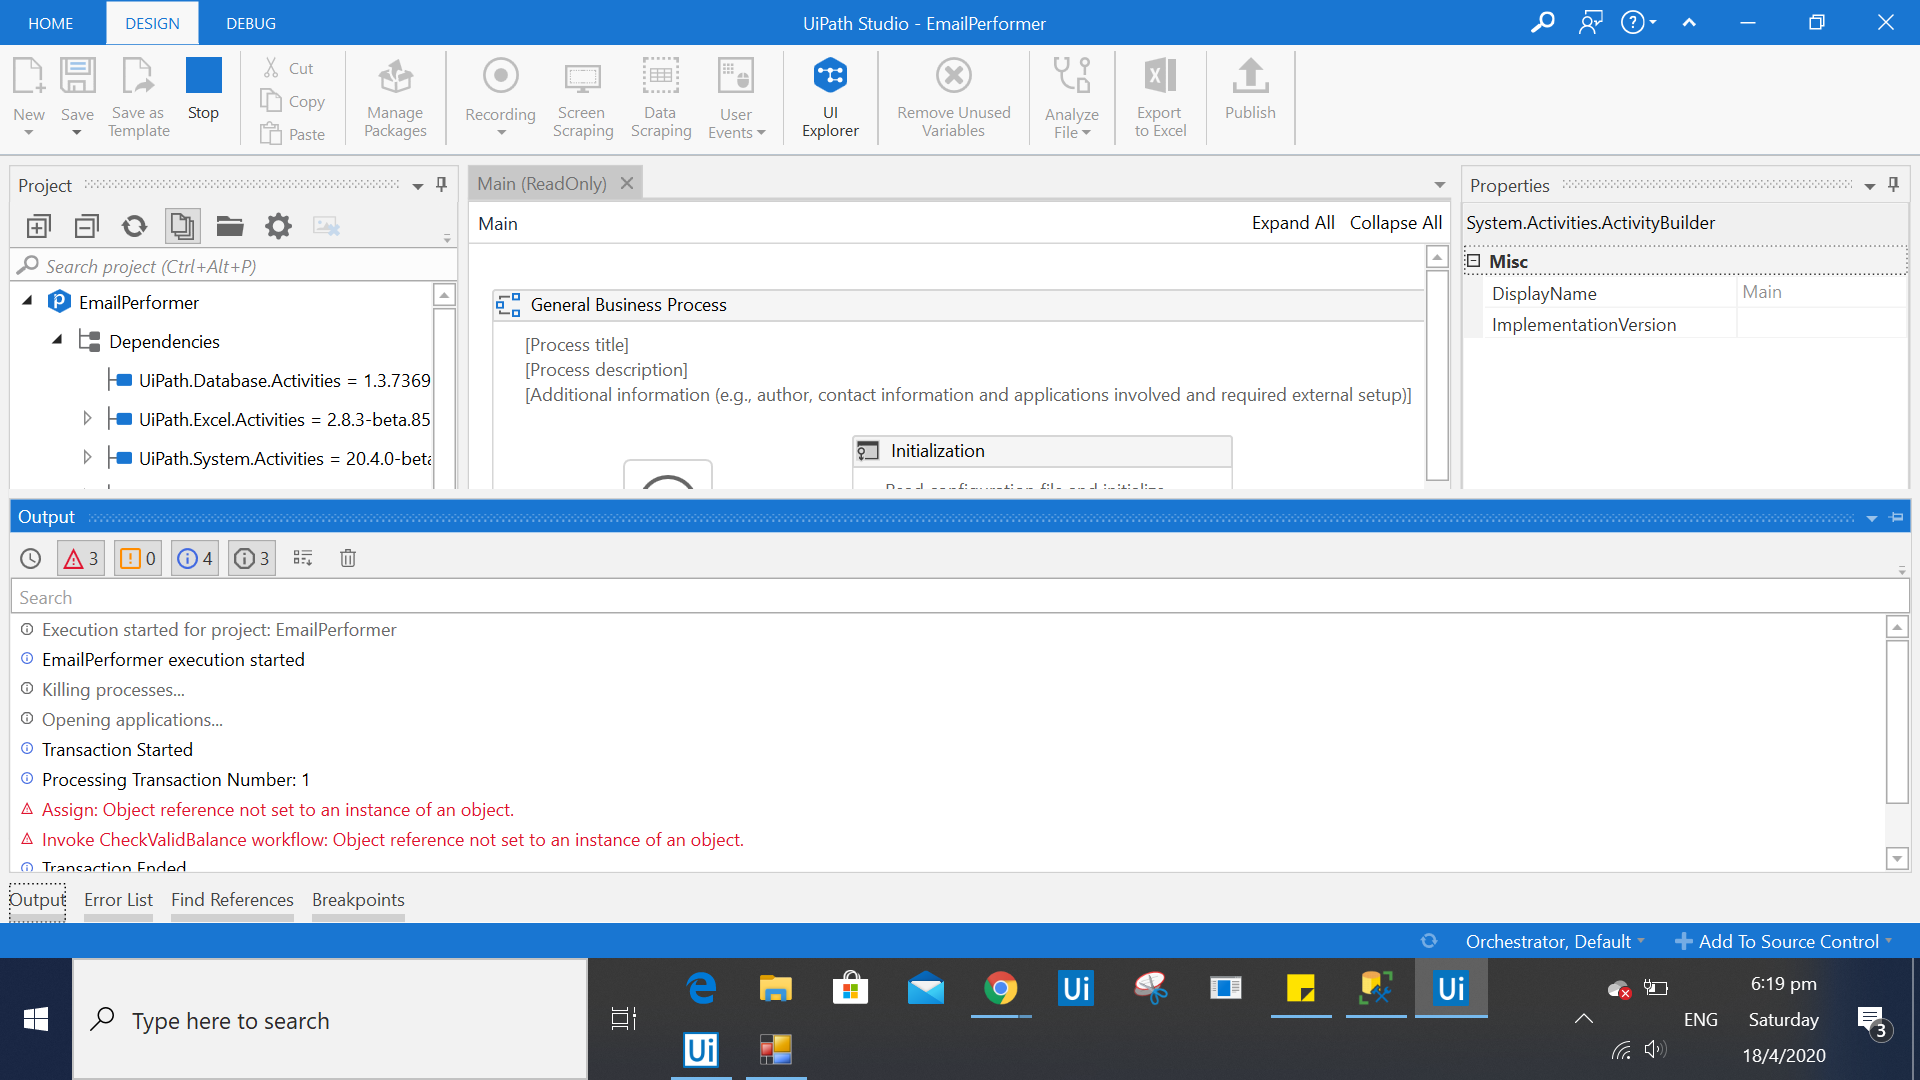 HOME DESIGN DEBUG UiPath Studio - EmailPerformer
New Save Save as Template Stop Cut Copy Paste Manage Packages Recording Screen Scraping Data Scraping User Events UI Explorer Remove Unused Variables Analyze File Export to Excel Publish
Project
Search project (Ctrl+Alt+P)
EmailPerformer
Dependencies
UiPath.Database.Activities = 1.3.7369
UiPath.Excel.Activities = 2.8.3-beta.85
UiPath.System.Activities = 20.4.0-beta
Main (ReadOnly)
Main Expand All Collapse All
General Business Process
[Process title]
[Process description]
[Additional information (e.g., author, contact information and applications involved and required external setup)]
Initialization
Read configuration file and initialize
Properties
System.Activities.ActivityBuilder
Misc
DisplayName Main
ImplementationVersion
Output
3 0 4 3
Search
Execution started for project: EmailPerformer
EmailPerformer execution started
Killing processes...
Opening applications...
Transaction Started
Processing Transaction Number: 1
Assign: Object reference not set to an instance of an object.
Invoke CheckValidBalance workflow: Object reference not set to an instance of an object.
Transaction Ended
Output Error List Find References Breakpoints
Orchestrator, Default Add To Source Control
Type here to search
Ui
Ui
Ui
ENG
6:19 pm
Saturday
18/4/2020
3